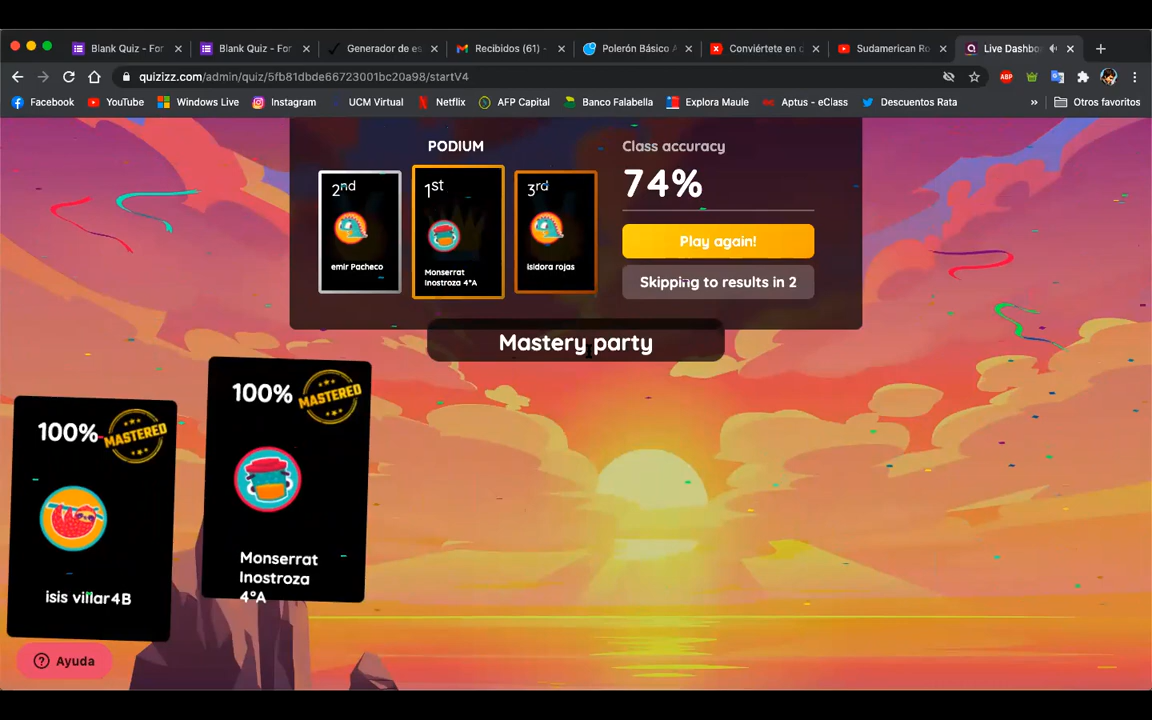 Blank Quiz - For
Blank Quiz - For
Generador de es
Recibidos (61) -
Polerón Básico A
Conviértete en c
Sudamerican Ro
Live Dashbo
quizizz.com/admin/quiz/5fb81dbde66723001bc20a98/startV4
ABP
Facebook
YouTube
Windows Live
Instagram
UCM Virtual
Netflix
AFP Capital
Banco Falabella
Explora Maule
Aptus - eClass
Descuentos Rata
»
Otros favoritos
PODIUM
2nd
emir Pacheco
1st
Monserrat
Inostroza 4°A
3rd
isidora rojas
Class accuracy
74%
Play again!
Skipping to results in 2
Mastery party
100%
MASTERED
isis villar4B
100%
MASTERED
Monserrat
Inostroza
4°A
Ayuda